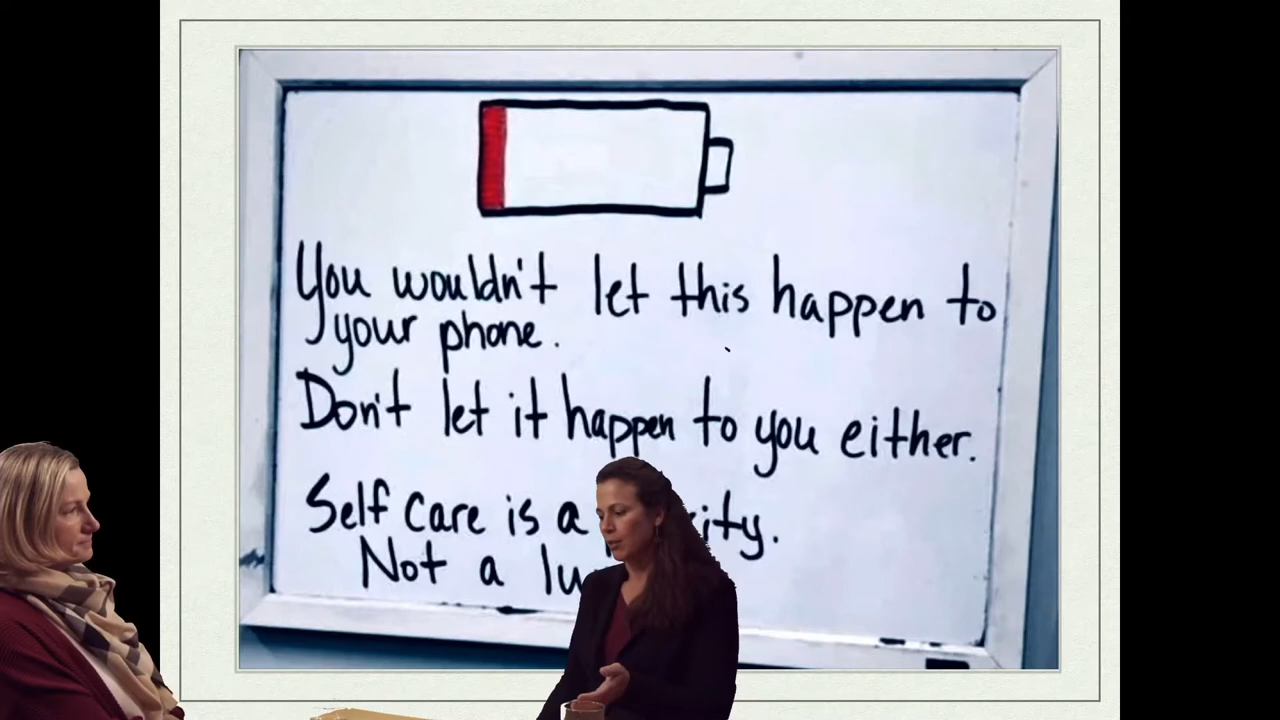 You wouldn't let this happen to
your phone.
Don't let it happen to you either.
Self care is a
Not a